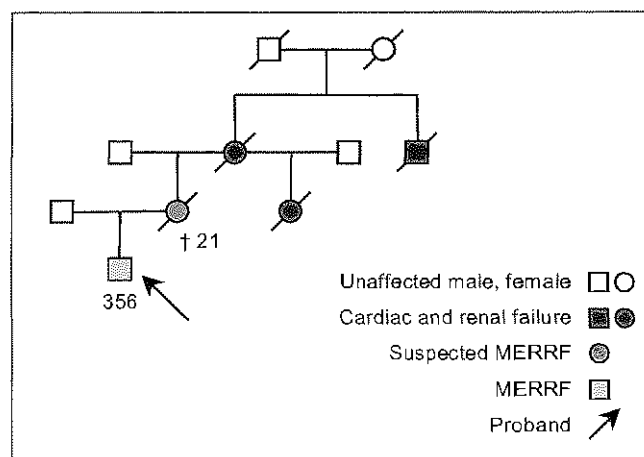 † 21
356
Unaffected male, female
Cardiac and renal failure
Suspected MERRF
MERRF
Proband